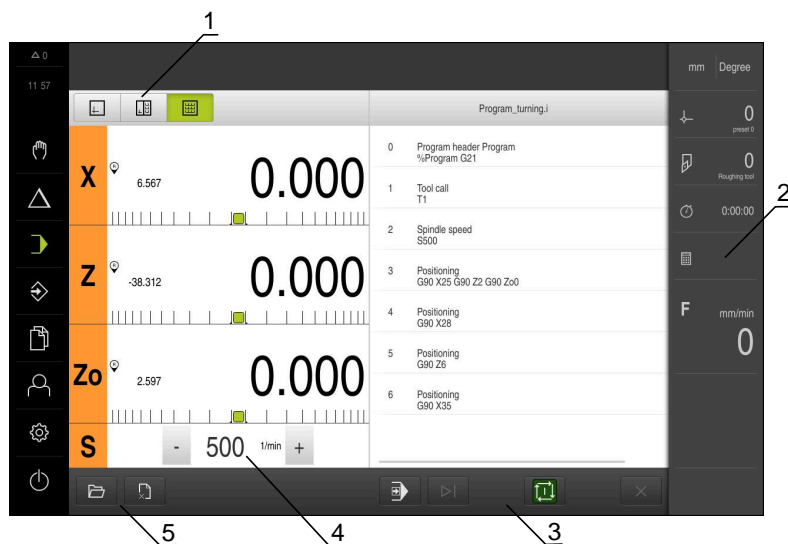 1
△ 0
11 57
mm Degree
Program_turning.i
0
preset 0
X
R
6.567
0.000
0 Program header Program
%Program G21
1 Tool call
T1
0
Roughing tool
2
0:00:00
2 Spindle speed
S500
Z
R
-38.312
0.000
3 Positioning
G90 X25 G90 Z2 G90 Zo0
4 Positioning
G90 X28
F mm/min
0
Zo
R
2.597
0.000
5 Positioning
G90 Z6
6 Positioning
G90 X35
S
- 500 1/min +
5
4
3